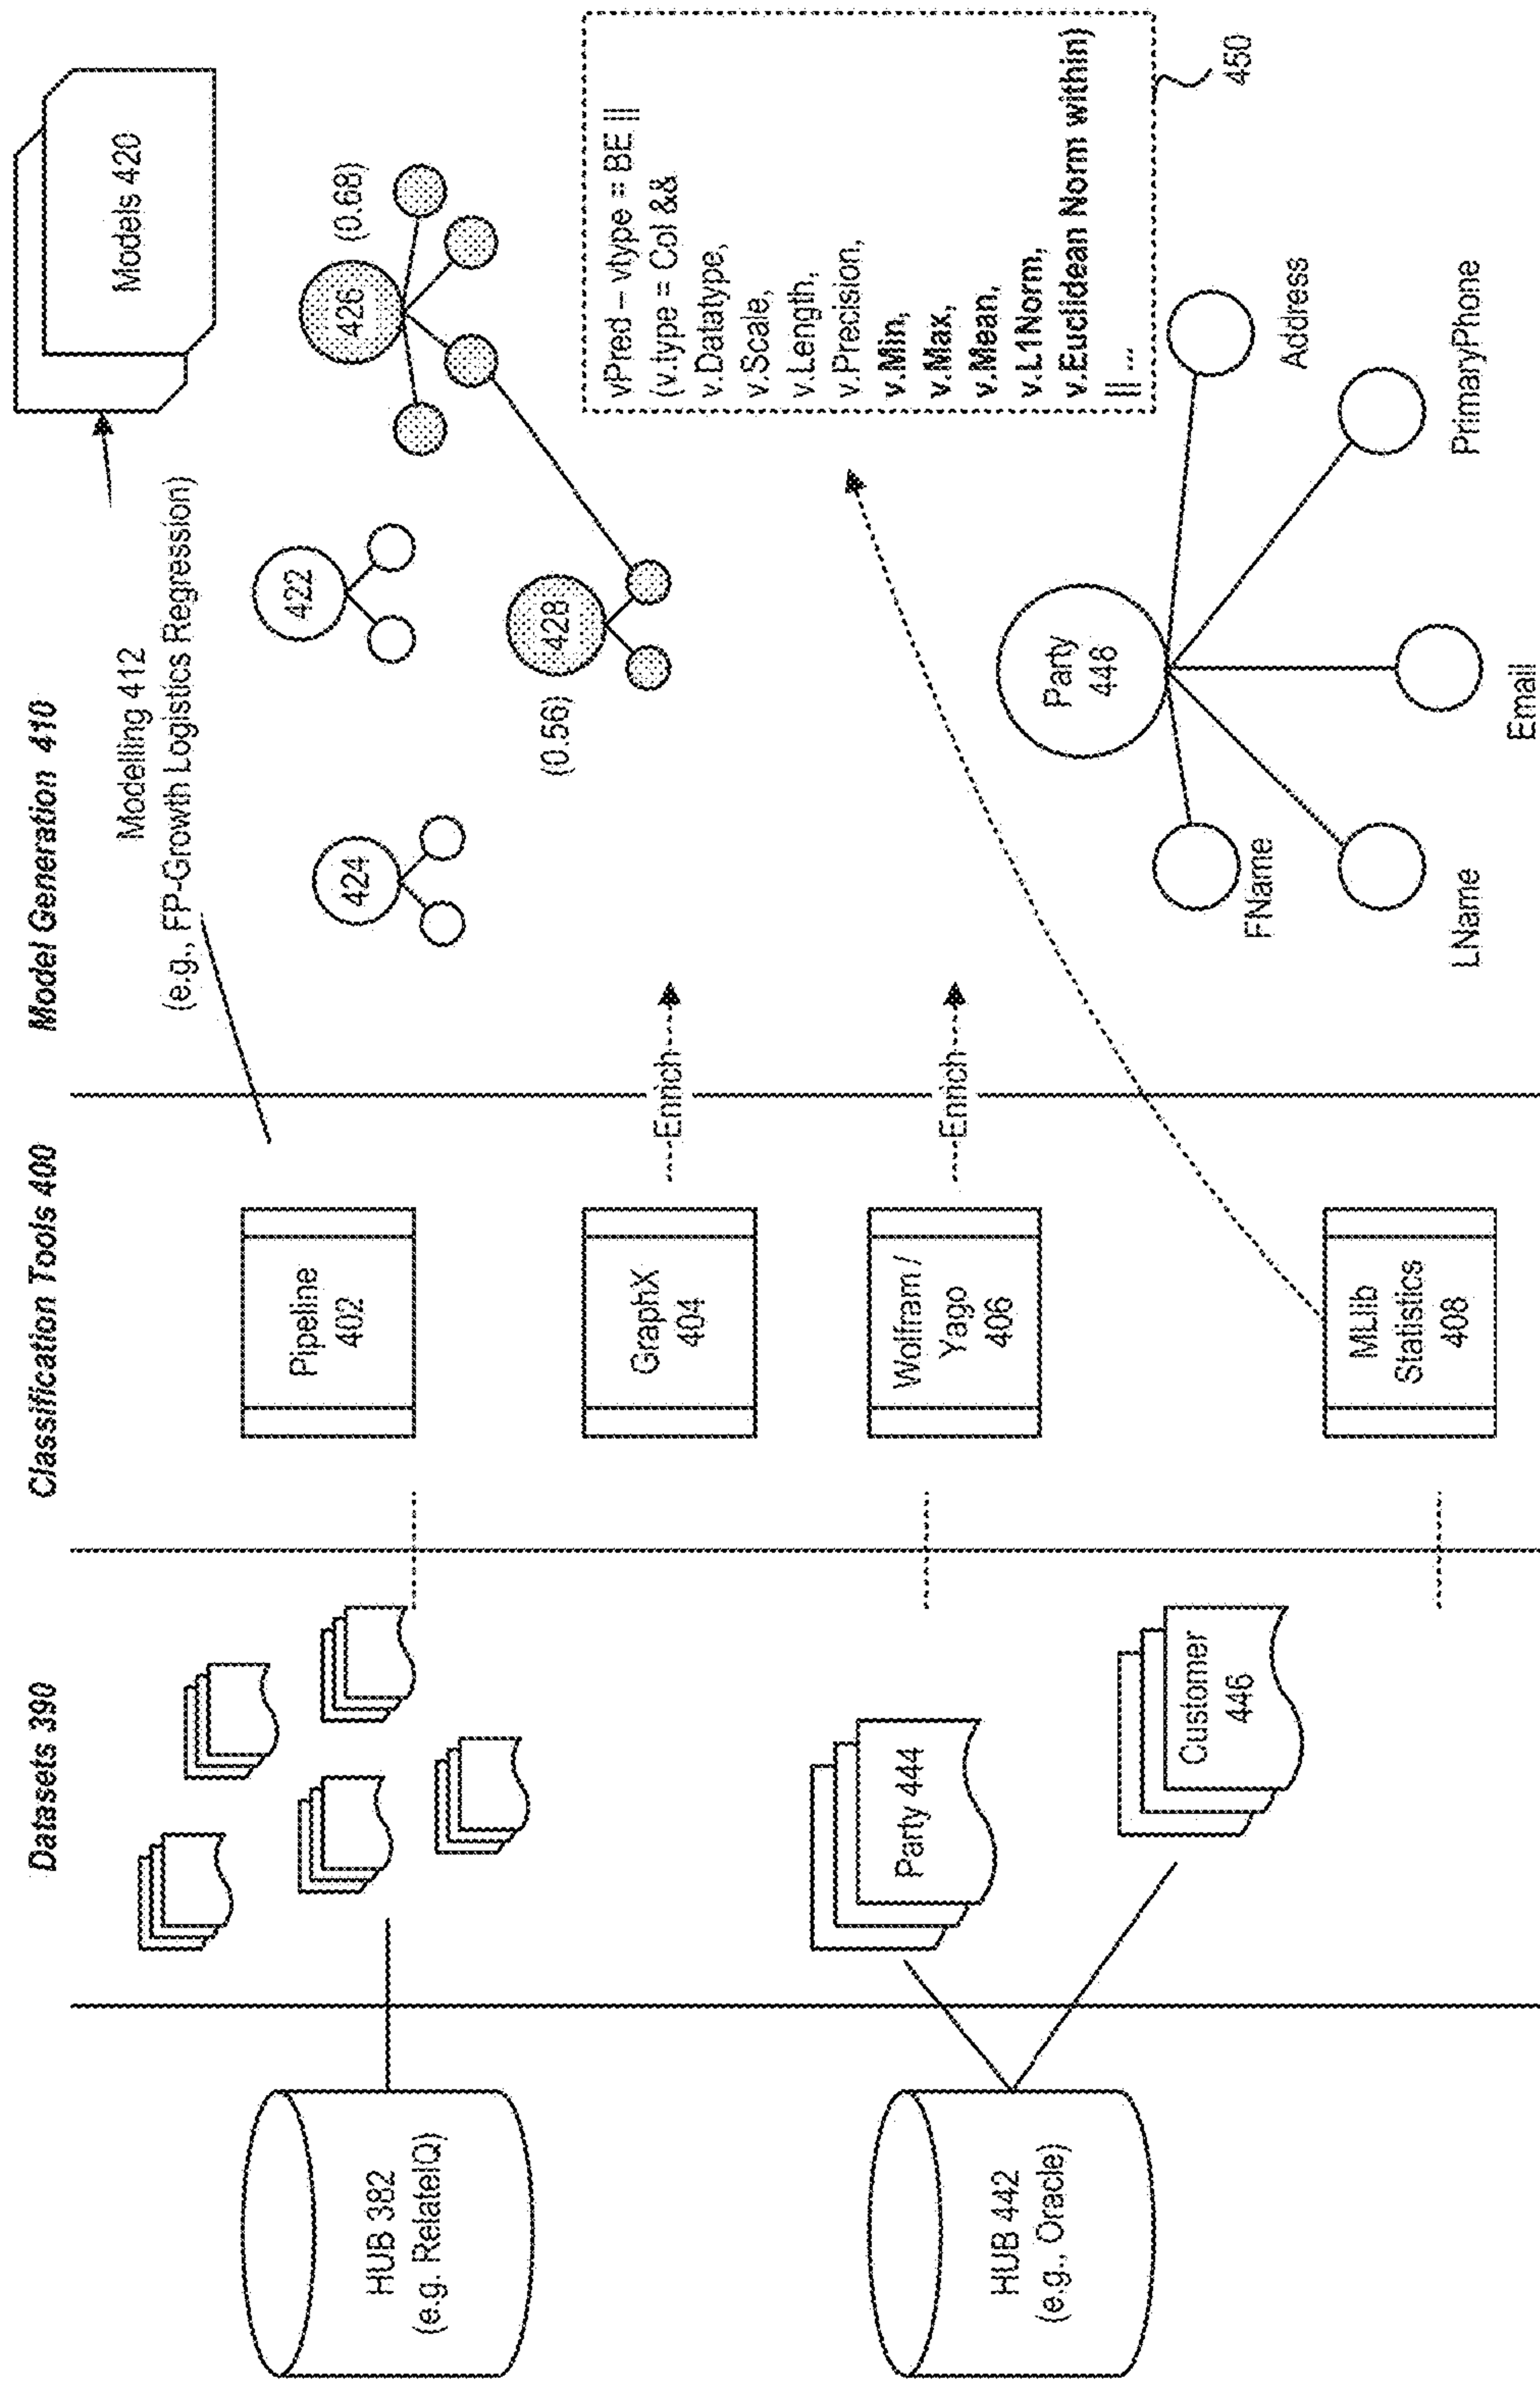 Datasets 390
Classification Tools 400
Model Generation 410
HUB 382
(e.g. RelateIQ)
HUB 442
(e.g., Oracle)
Party 444
Customer
446
Pipeline
402
GraphX
404
Wolfram /
Yago
406
MLlib
Statistics
408
Enrich
Enrich
Modelling 412
(e.g., FP-Growth Logistics Regression)
Models 420
424
422
426
(0.68)
428
(0.56)
vPred – vtype = BE ||
(v.type = Col &&
v.Datatype,
v.Scale,
v.Length,
v.Precision,
v.Min,
v.Max,
v.Mean,
v.L1Norm,
v.Euclidean Norm within)
|| ...
450
Party
446
FName
LName
Email
PrimaryPhone
Address